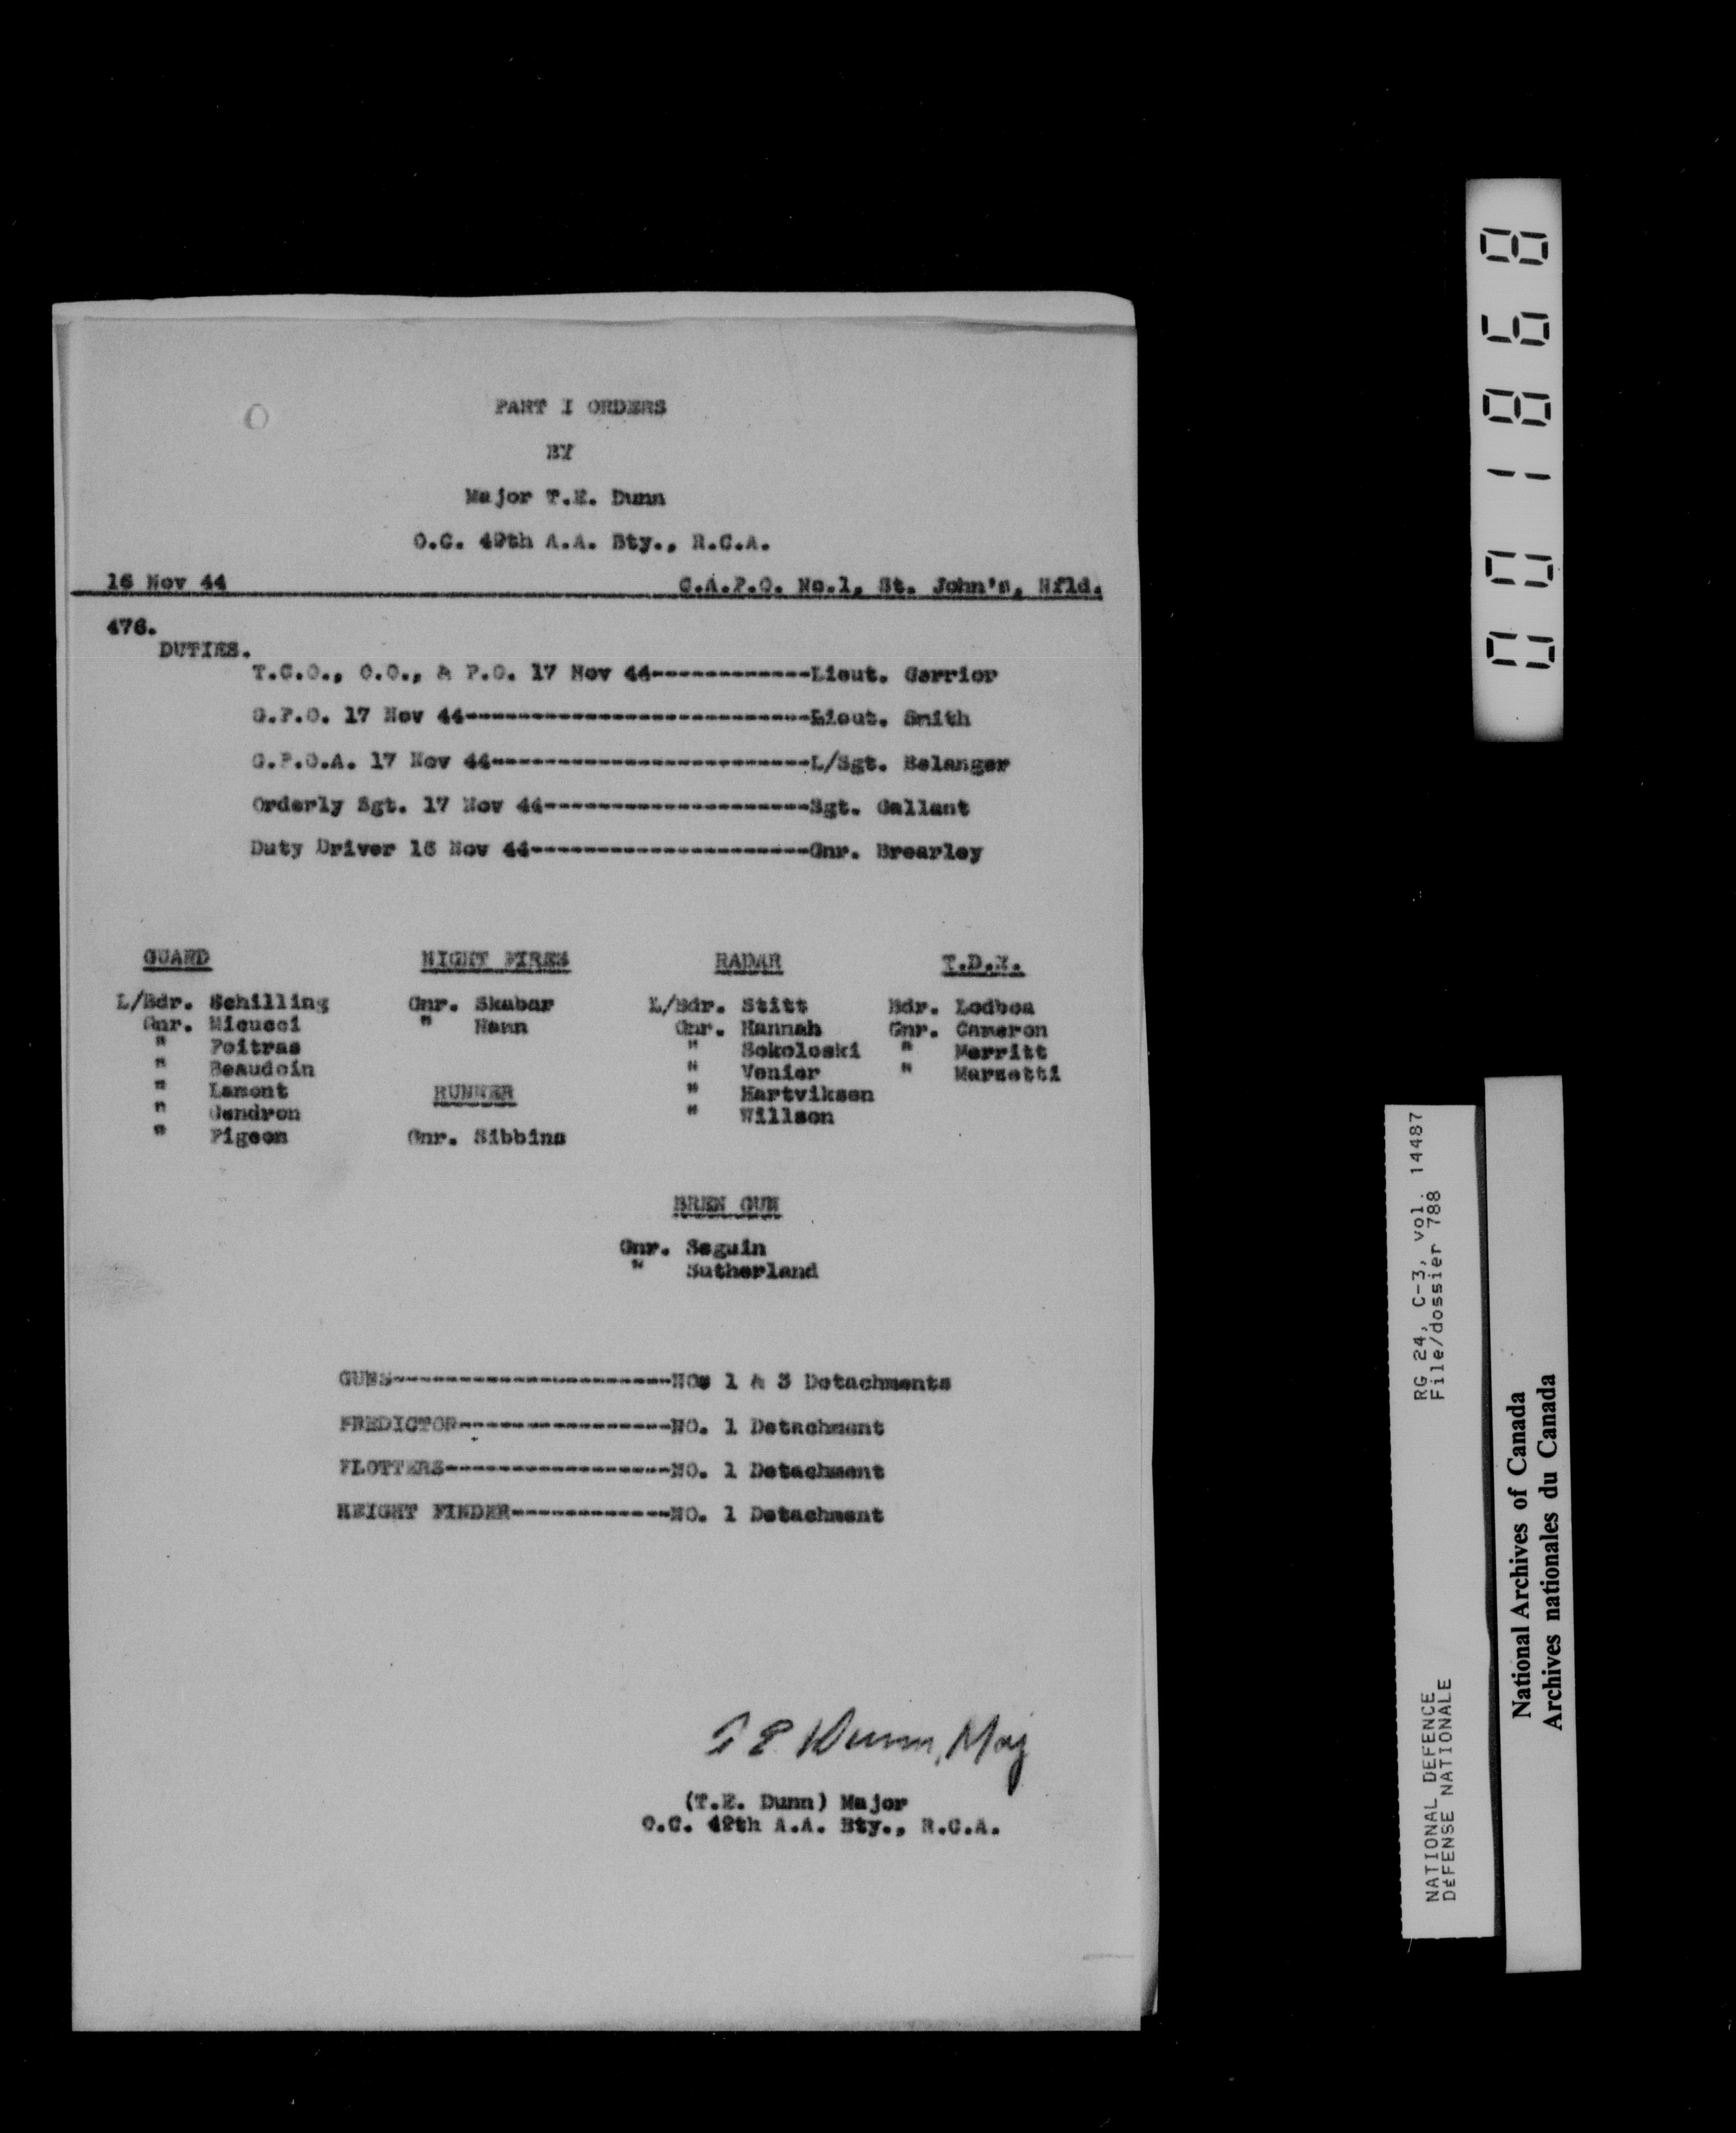 PART I ORDERS
BY
Major T.E. Dunn
O.C. 49th A.A. Bty., R.C.A.
16 Nov 44 C.A.P.O. No.1, St. John's, Nfld.
476.
DUTIES.
T.C.O., O.O., & P.O. 17 Nov 44------------Lieut. Gerrior
G.P.O. 17 Nov 44--------------------------Lieut. Smith
G.P.O.A. 17 Nov 44------------------------L/Sgt. Belanger
Orderly Sgt. 17 Nov 44--------------------Sgt. Gallant
Duty Driver 16 Nov 44---------------------Gnr. Brearley
GUARD NIGHT FIRES RADAR
L/Bdr. Schilling Gnr. Skubar L/Bdr. Stitt Bdr.
Gnr. Micucci " Hann Gnr. Hannah Gnr. Cameron
" Poitras " Sokoloski " Merritt
" Beaudoin " Venier " Marzetti
" Lamont RUNNER " Hartviksen
" Gendron " Willson
" Pigeon Gnr. Sibbins
BREN GUN
Gnr. Seguin
" Sutherland
GUNS---------------------NOs 1 & 3 Detachments
PREDICTOR----------------NO. 1 Detachment
PLOTTERS-----------------NO. 1 Detachment
HEIGHT FINDER------------NO. 1 Detachment
T E Dunn, Maj
(T.E. Dunn) Major
O.C. 49th A.A. Bty., R.C.A.
001868
RG 24, C-3, vol. 14487
File/dossier 788
NATIONAL DEFENCE
DÉFENSE NATIONALE
National Archives of Canada
Archives nationales du Canada